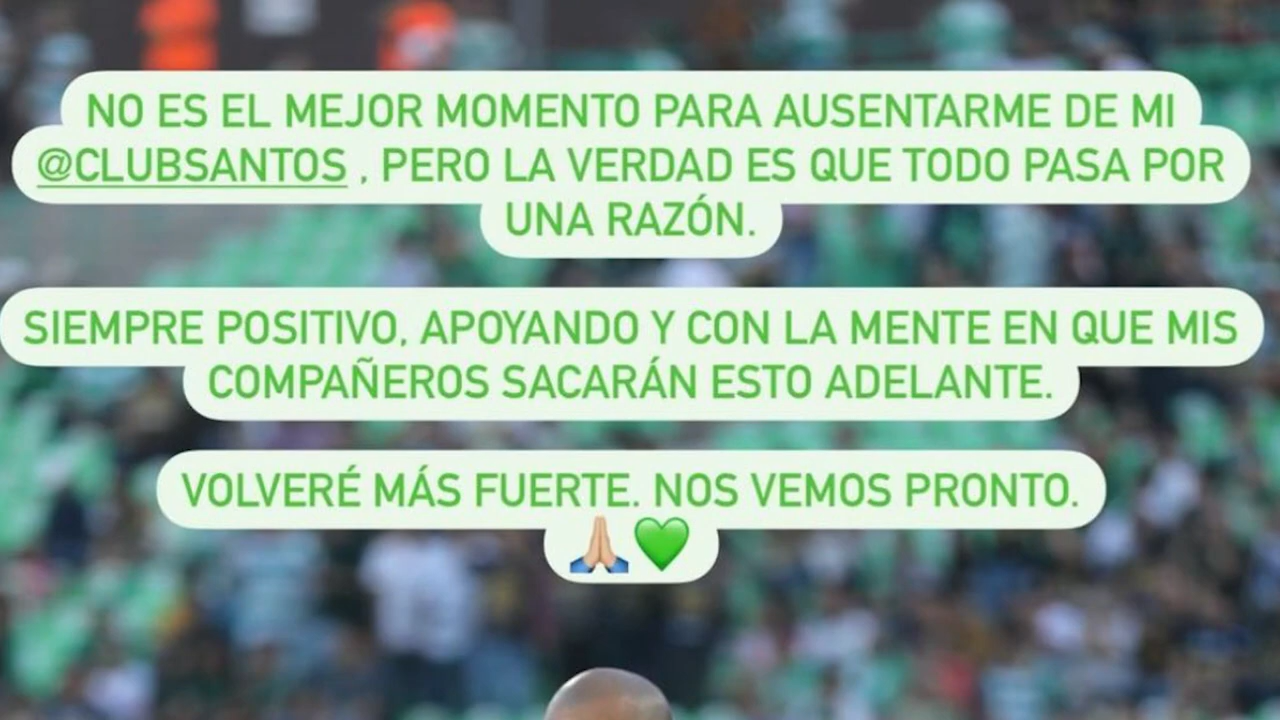 NO ES EL MEJOR MOMENTO PARA AUSENTARME DE MI
@CLUBSANTOS , PERO LA VERDAD ES QUE TODO PASA POR
UNA RAZÓN.
SIEMPRE POSITIVO, APOYANDO Y CON LA MENTE EN QUE MIS
COMPAÑEROS SACARÁN ESTO ADELANTE.
VOLVERÉ MÁS FUERTE. NOS VEMOS PRONTO.
🙏🏼💚